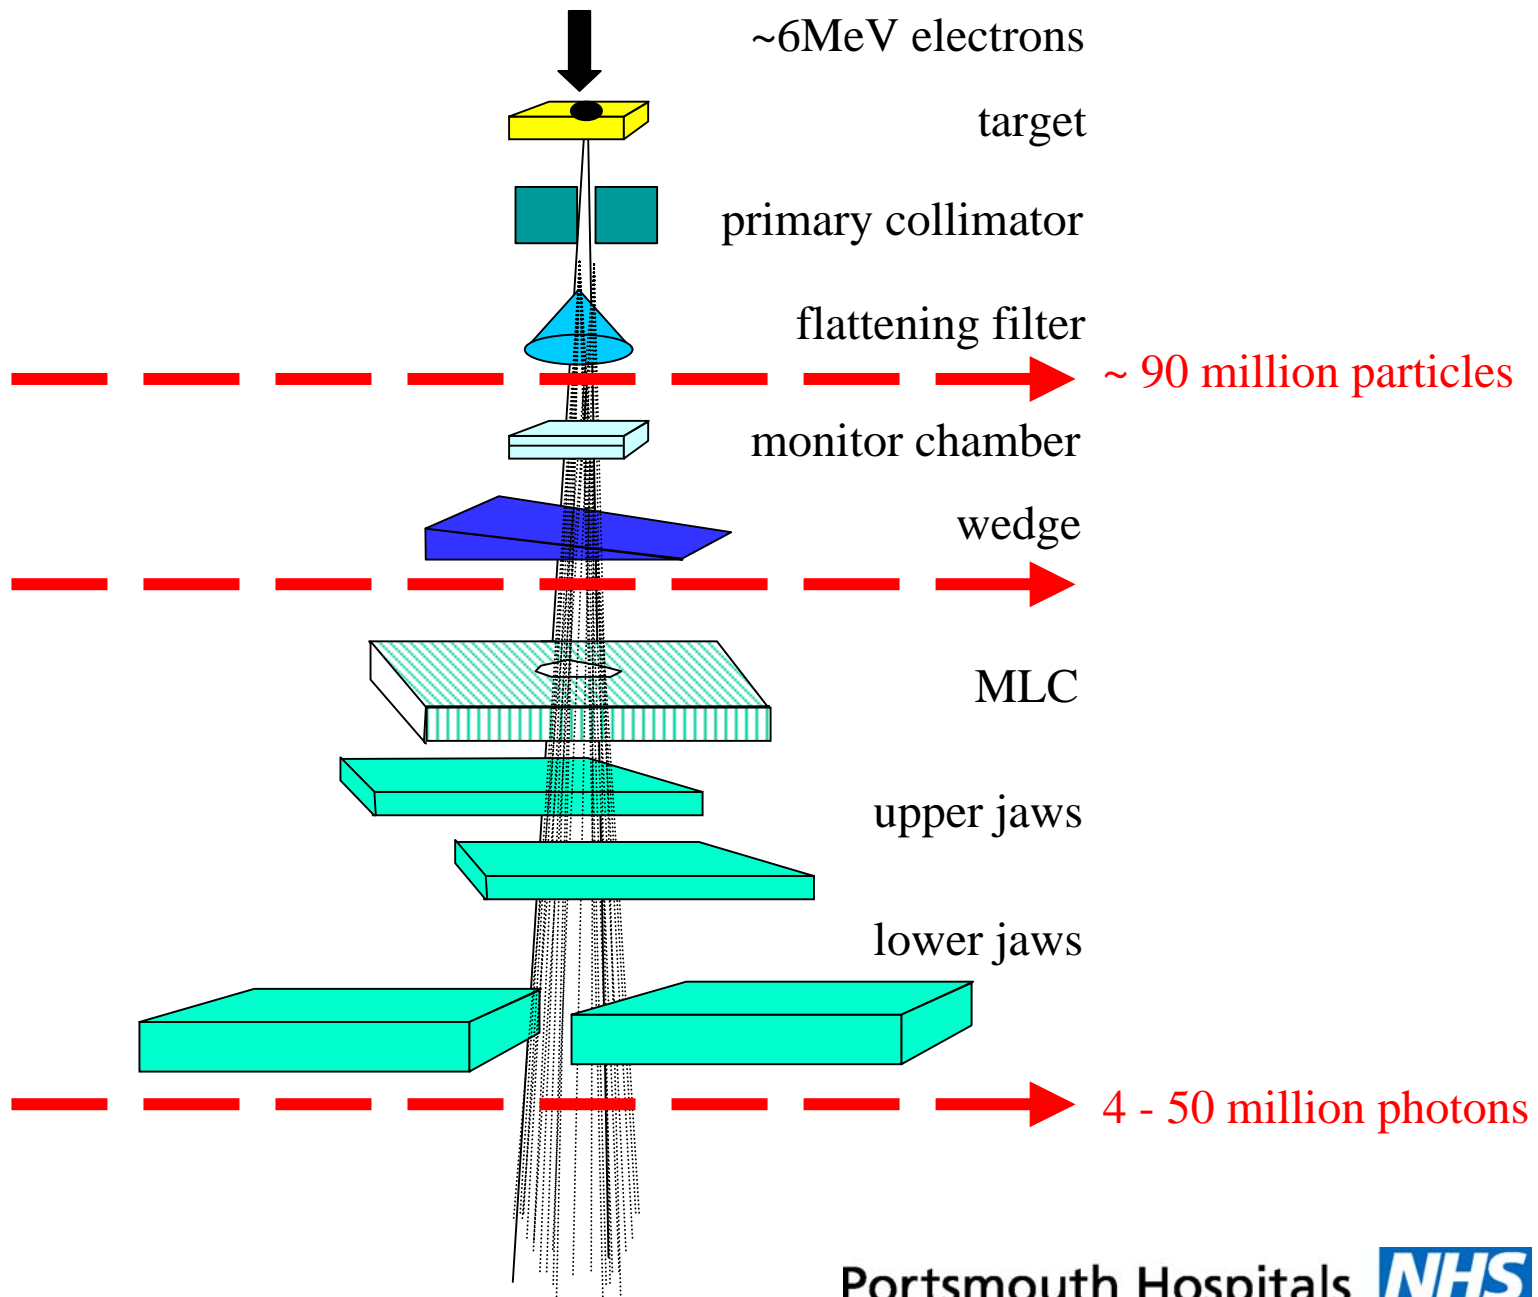 ~6MeV electrons
target
primary collimator
flattening filter
~ 90 million particles
monitor chamber
wedge
MLC
upper jaws
lower jaws
4 - 50 million photons
Portsmouth Hospitals NHS